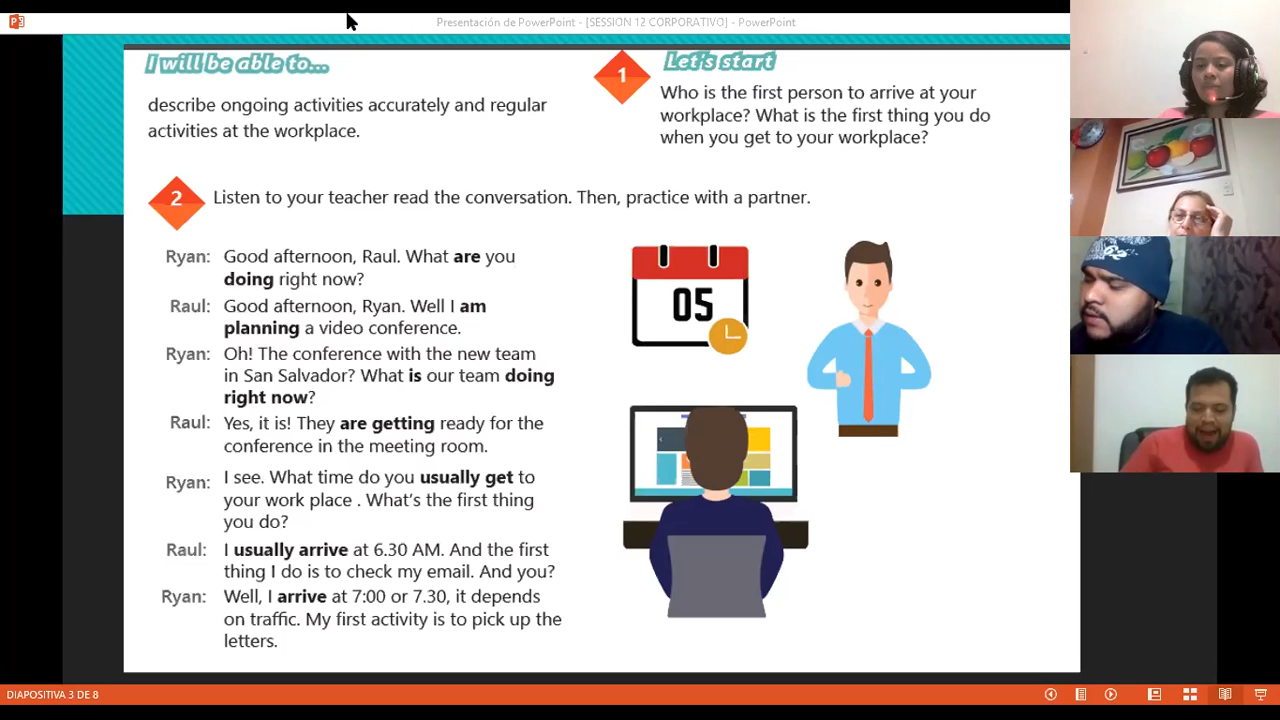 Presentación de PowerPoint - [SESSION 12 CORPORATIVO] - PowerPoint
I will be able to...
describe ongoing activities accurately and regular
activities at the workplace.
1
Let's start
Who is the first person to arrive at your
workplace? What is the first thing you do
when you get to your workplace?
2
Listen to your teacher read the conversation. Then, practice with a partner.
Ryan: Good afternoon, Raul. What are you
doing right now?
Raul: Good afternoon, Ryan. Well I am
planning a video conference.
Ryan: Oh! The conference with the new team
in San Salvador? What is our team doing
right now?
Raul: Yes, it is! They are getting ready for the
conference in the meeting room.
Ryan: I see. What time do you usually get to
your work place . What's the first thing
you do?
Raul: I usually arrive at 6.30 AM. And the first
thing I do is to check my email. And you?
Ryan: Well, I arrive at 7:00 or 7.30, it depends
on traffic. My first activity is to pick up the
letters.
05
DIAPOSITIVA 3 DE 8